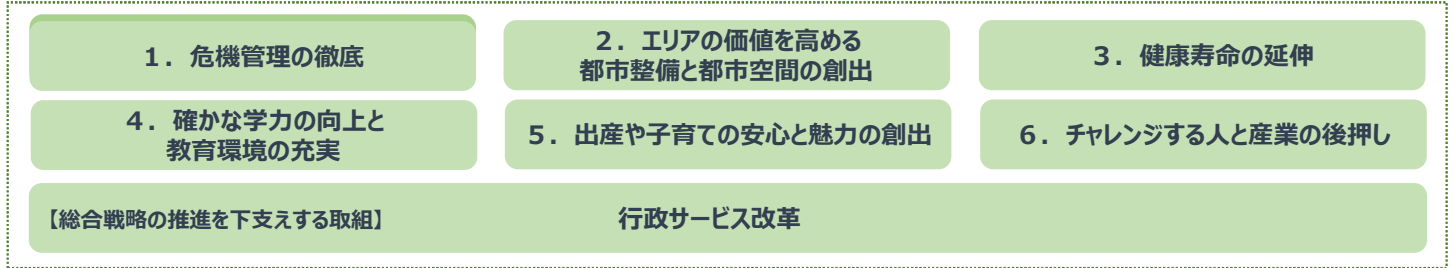 1．危機管理の徹底
2．エリアの価値を高める
都市整備と都市空間の創出
3．健康寿命の延伸
4．確かな学力の向上と
教育環境の充実
5．出産や子育ての安心と魅力の創出
6．チャレンジする人と産業の後押し
【総合戦略の推進を下支えする取組】 行政サービス改革